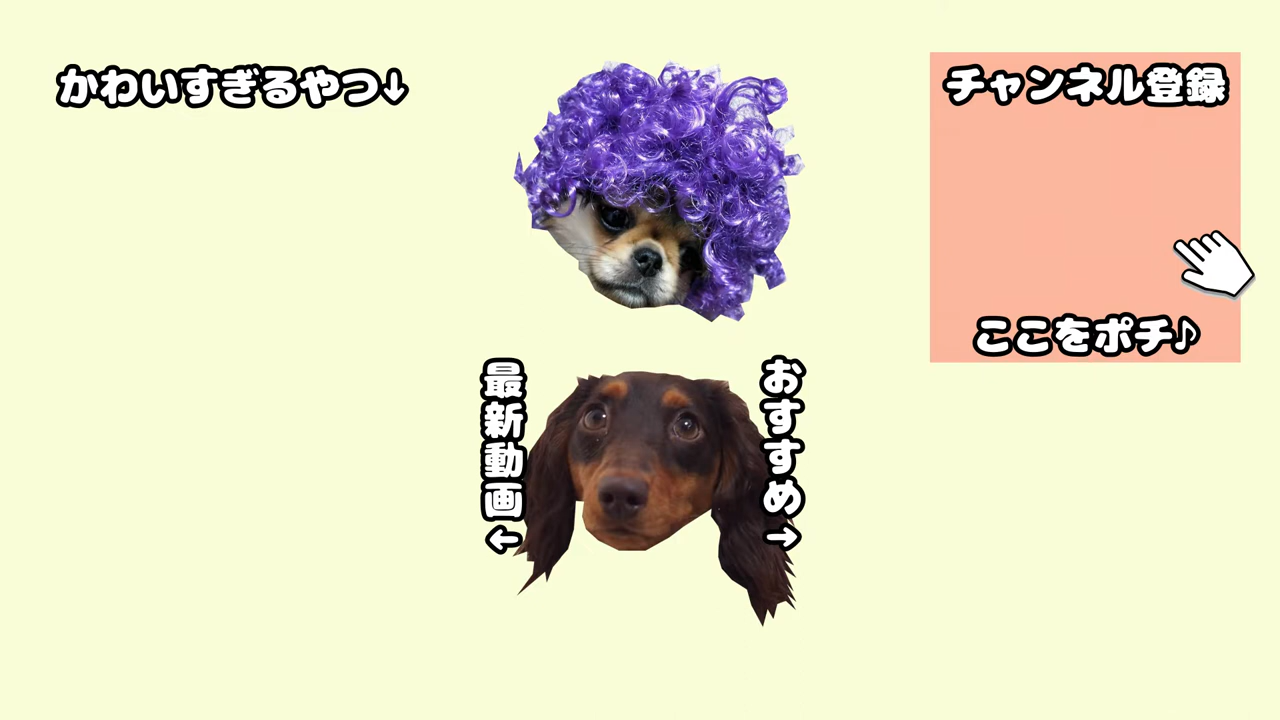 かわいすぎるやつ↓
チャンネル登録
ここをポチ♪
最新動画←
おすすめ→